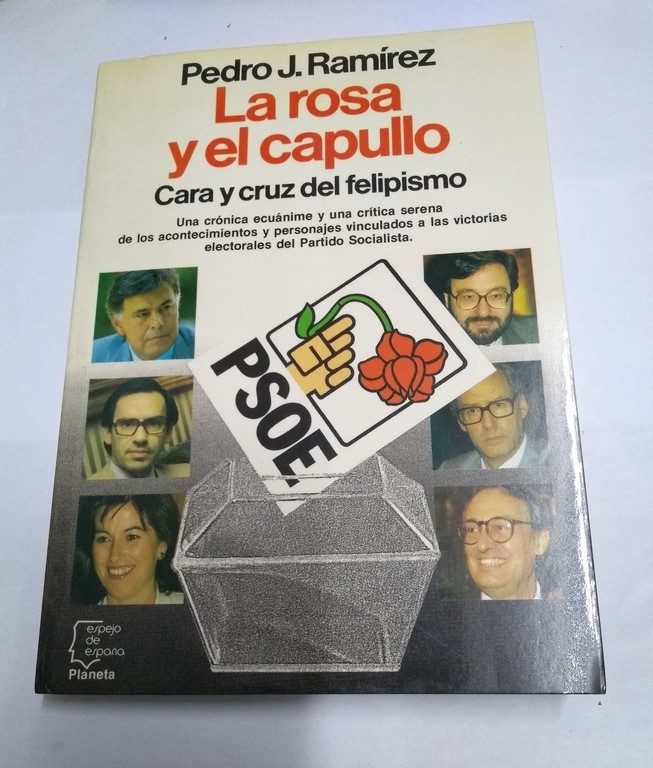 Pedro J. Ramírez
La rosa
y el capullo
Cara y cruz del felipismo
Una crónica ecuánime y una crítica serena
de los acontecimientos y personajes vinculados a las victorias
electorales del Partido Socialista.
PSOE
espejo
de
españa
Planeta